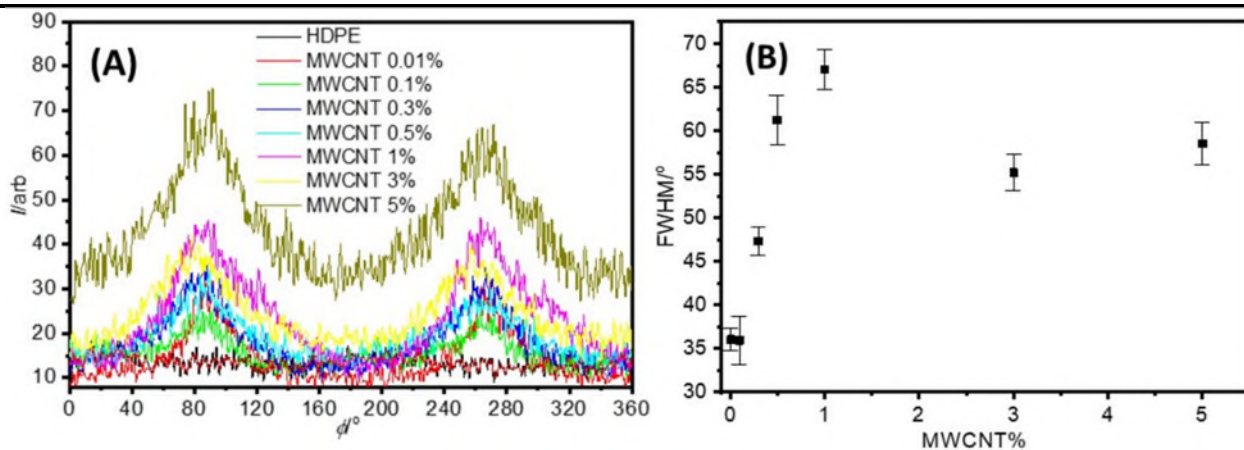 (A)
HDPE
MWCNT 0.01%
MWCNT 0.1%
MWCNT 0.3%
MWCNT 0.5%
MWCNT 1%
MWCNT 3%
MWCNT 5%
I/arb
90
80
70
60
50
40
30
20
10
0 40 80 120 160 200 240 280 320 360
ϕ/°
(B)
FWHM/°
70
65
60
55
50
45
40
35
30
0 1 2 3 4 5
MWCNT%